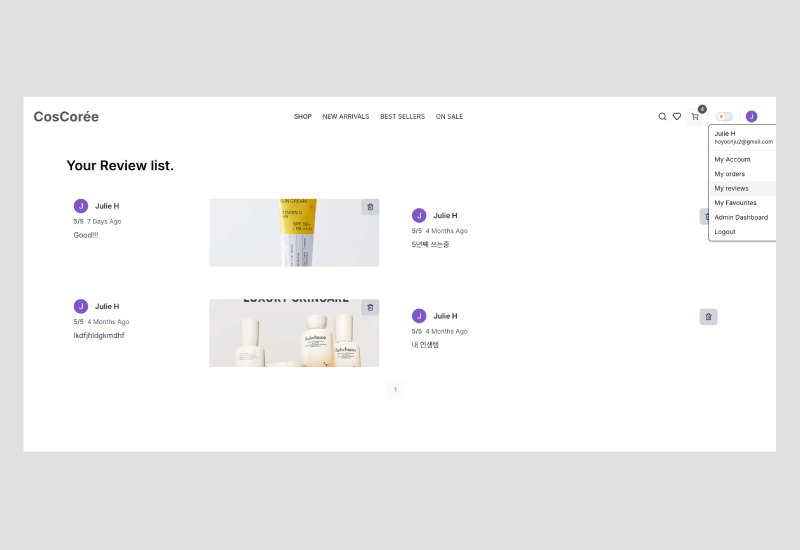 CosCorée
SHOP
NEW ARRIVALS
BEST SELLERS
ON SALE
4
J
Julie H
hoyoonju2@gmail.com
My Account
My orders
My reviews
My Favourites
Admin Dashboard
Logout
Your Review list.
J
Julie H
5/5 7 Days Ago
Good!!!
SUN CREAM
VITAMIN C
SPF 50+
J
Julie H
5/5 4 Months Ago
5년째 쓰는중
J
Julie H
5/5 4 Months Ago
lkdfjhldgkmdhf
LUXURY SKINCARE
Sulwhasoo
Sulwhasoo
J
Julie H
5/5 4 Months Ago
내 인생템
1